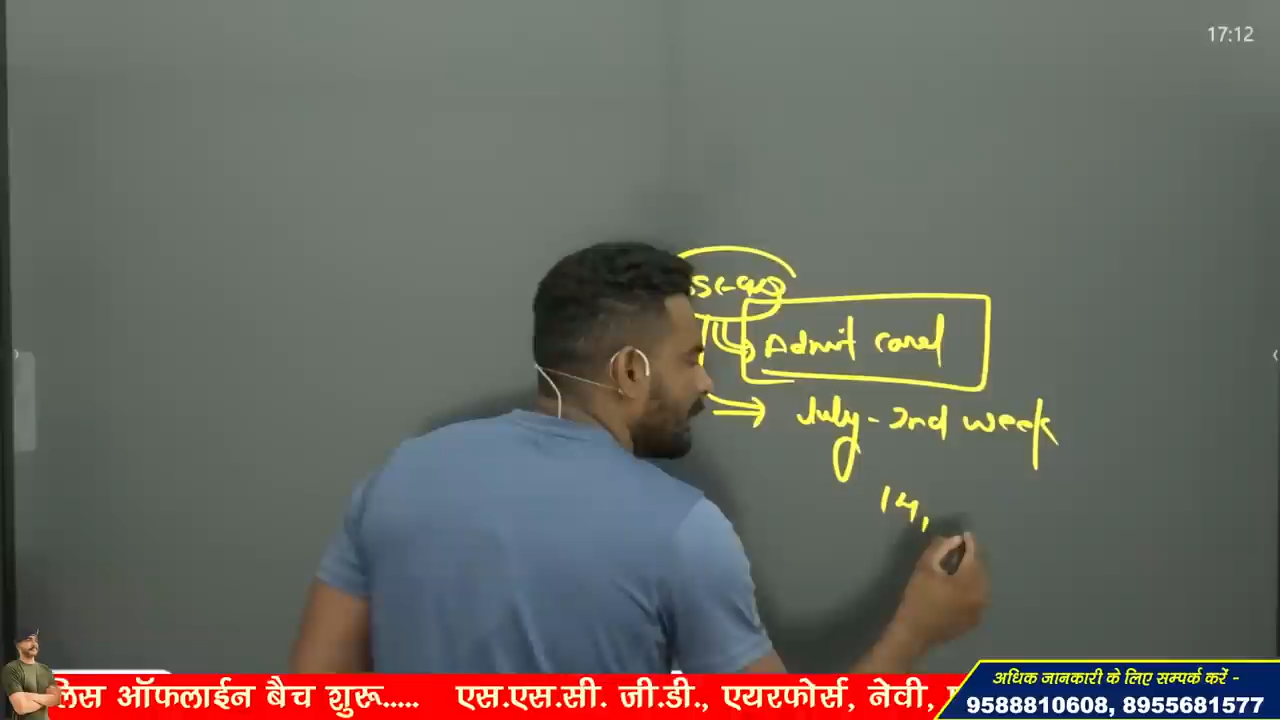 17:12
Admit card
July - 2nd week
14,
लिस ऑफलाईन बैच शुरू..... एस.एस.सी. जी.डी., एयरफोर्स, नेवी,
अधिक जानकारी के लिए सम्पर्क करें -
9588810608, 8955681577